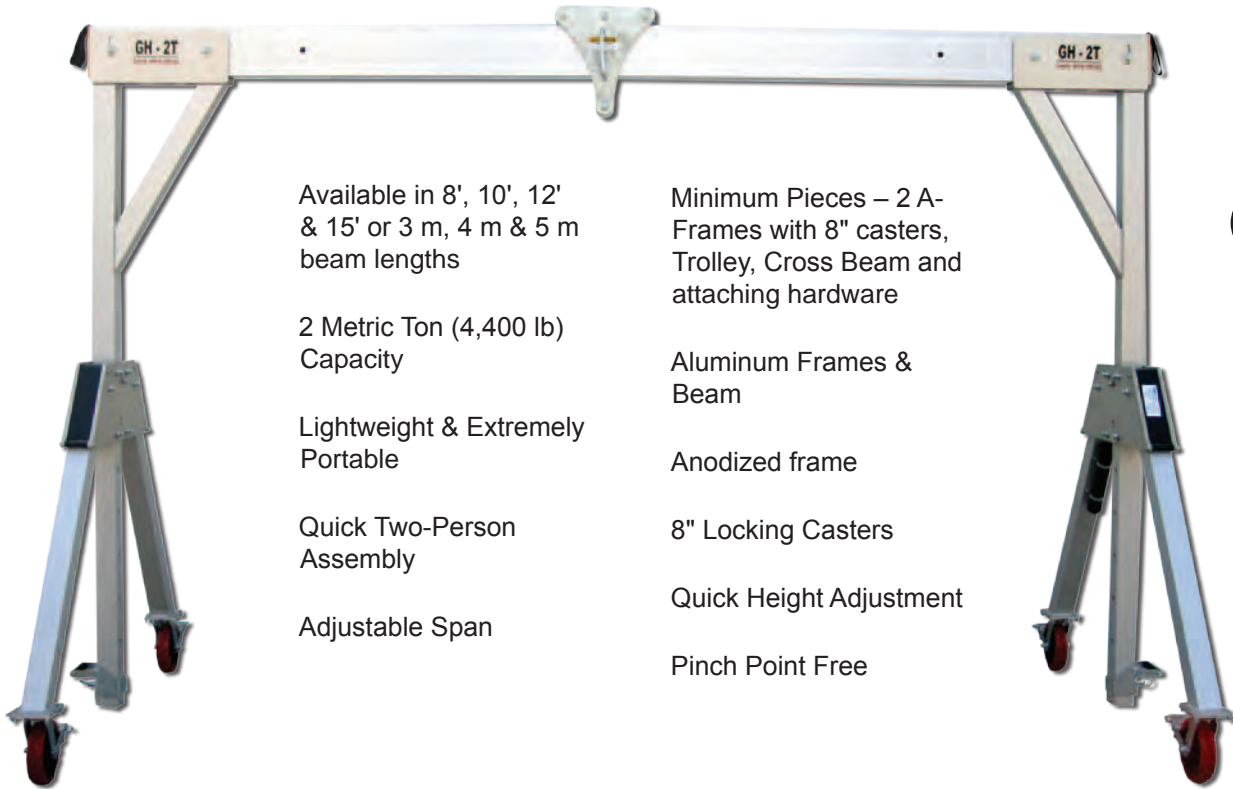 GH - 2T
GH - 2T
Available in 8', 10', 12'
& 15' or 3 m, 4 m & 5 m
beam lengths
2 Metric Ton (4,400 lb)
Capacity
Lightweight & Extremely
Portable
Quick Two-Person
Assembly
Adjustable Span
Minimum Pieces – 2 A-
Frames with 8" casters,
Trolley, Cross Beam and
attaching hardware
Aluminum Frames &
Beam
Anodized frame
8" Locking Casters
Quick Height Adjustment
Pinch Point Free